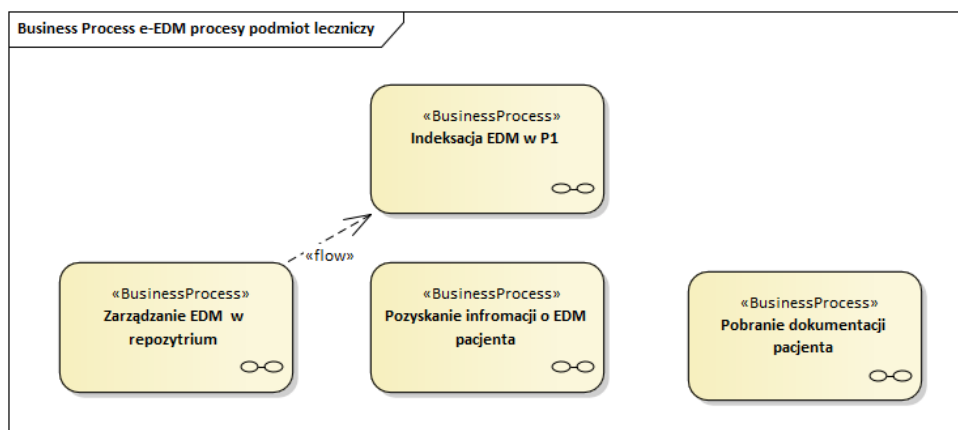 Business Process e-EDM procesy podmiot leczniczy
«BusinessProcess»
Indeksacja EDM w P1
«flow»
«BusinessProcess»
Zarządzanie EDM w
repozytrium
«BusinessProcess»
Pozyskanie infromacji o EDM
pacjenta
«BusinessProcess»
Pobranie dokumentacji
pacjenta